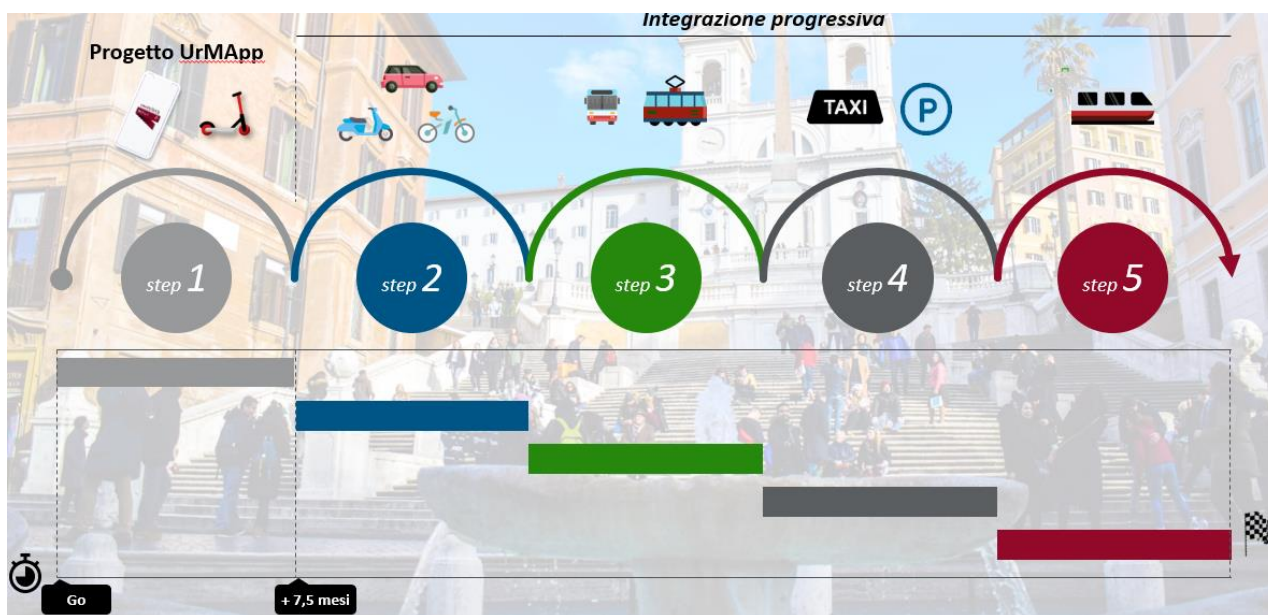 Integrazione progressiva
Progetto UrMApp
TAXI
P
step 1
step 2
step 3
step 4
step 5
Go
+ 7,5 mesi